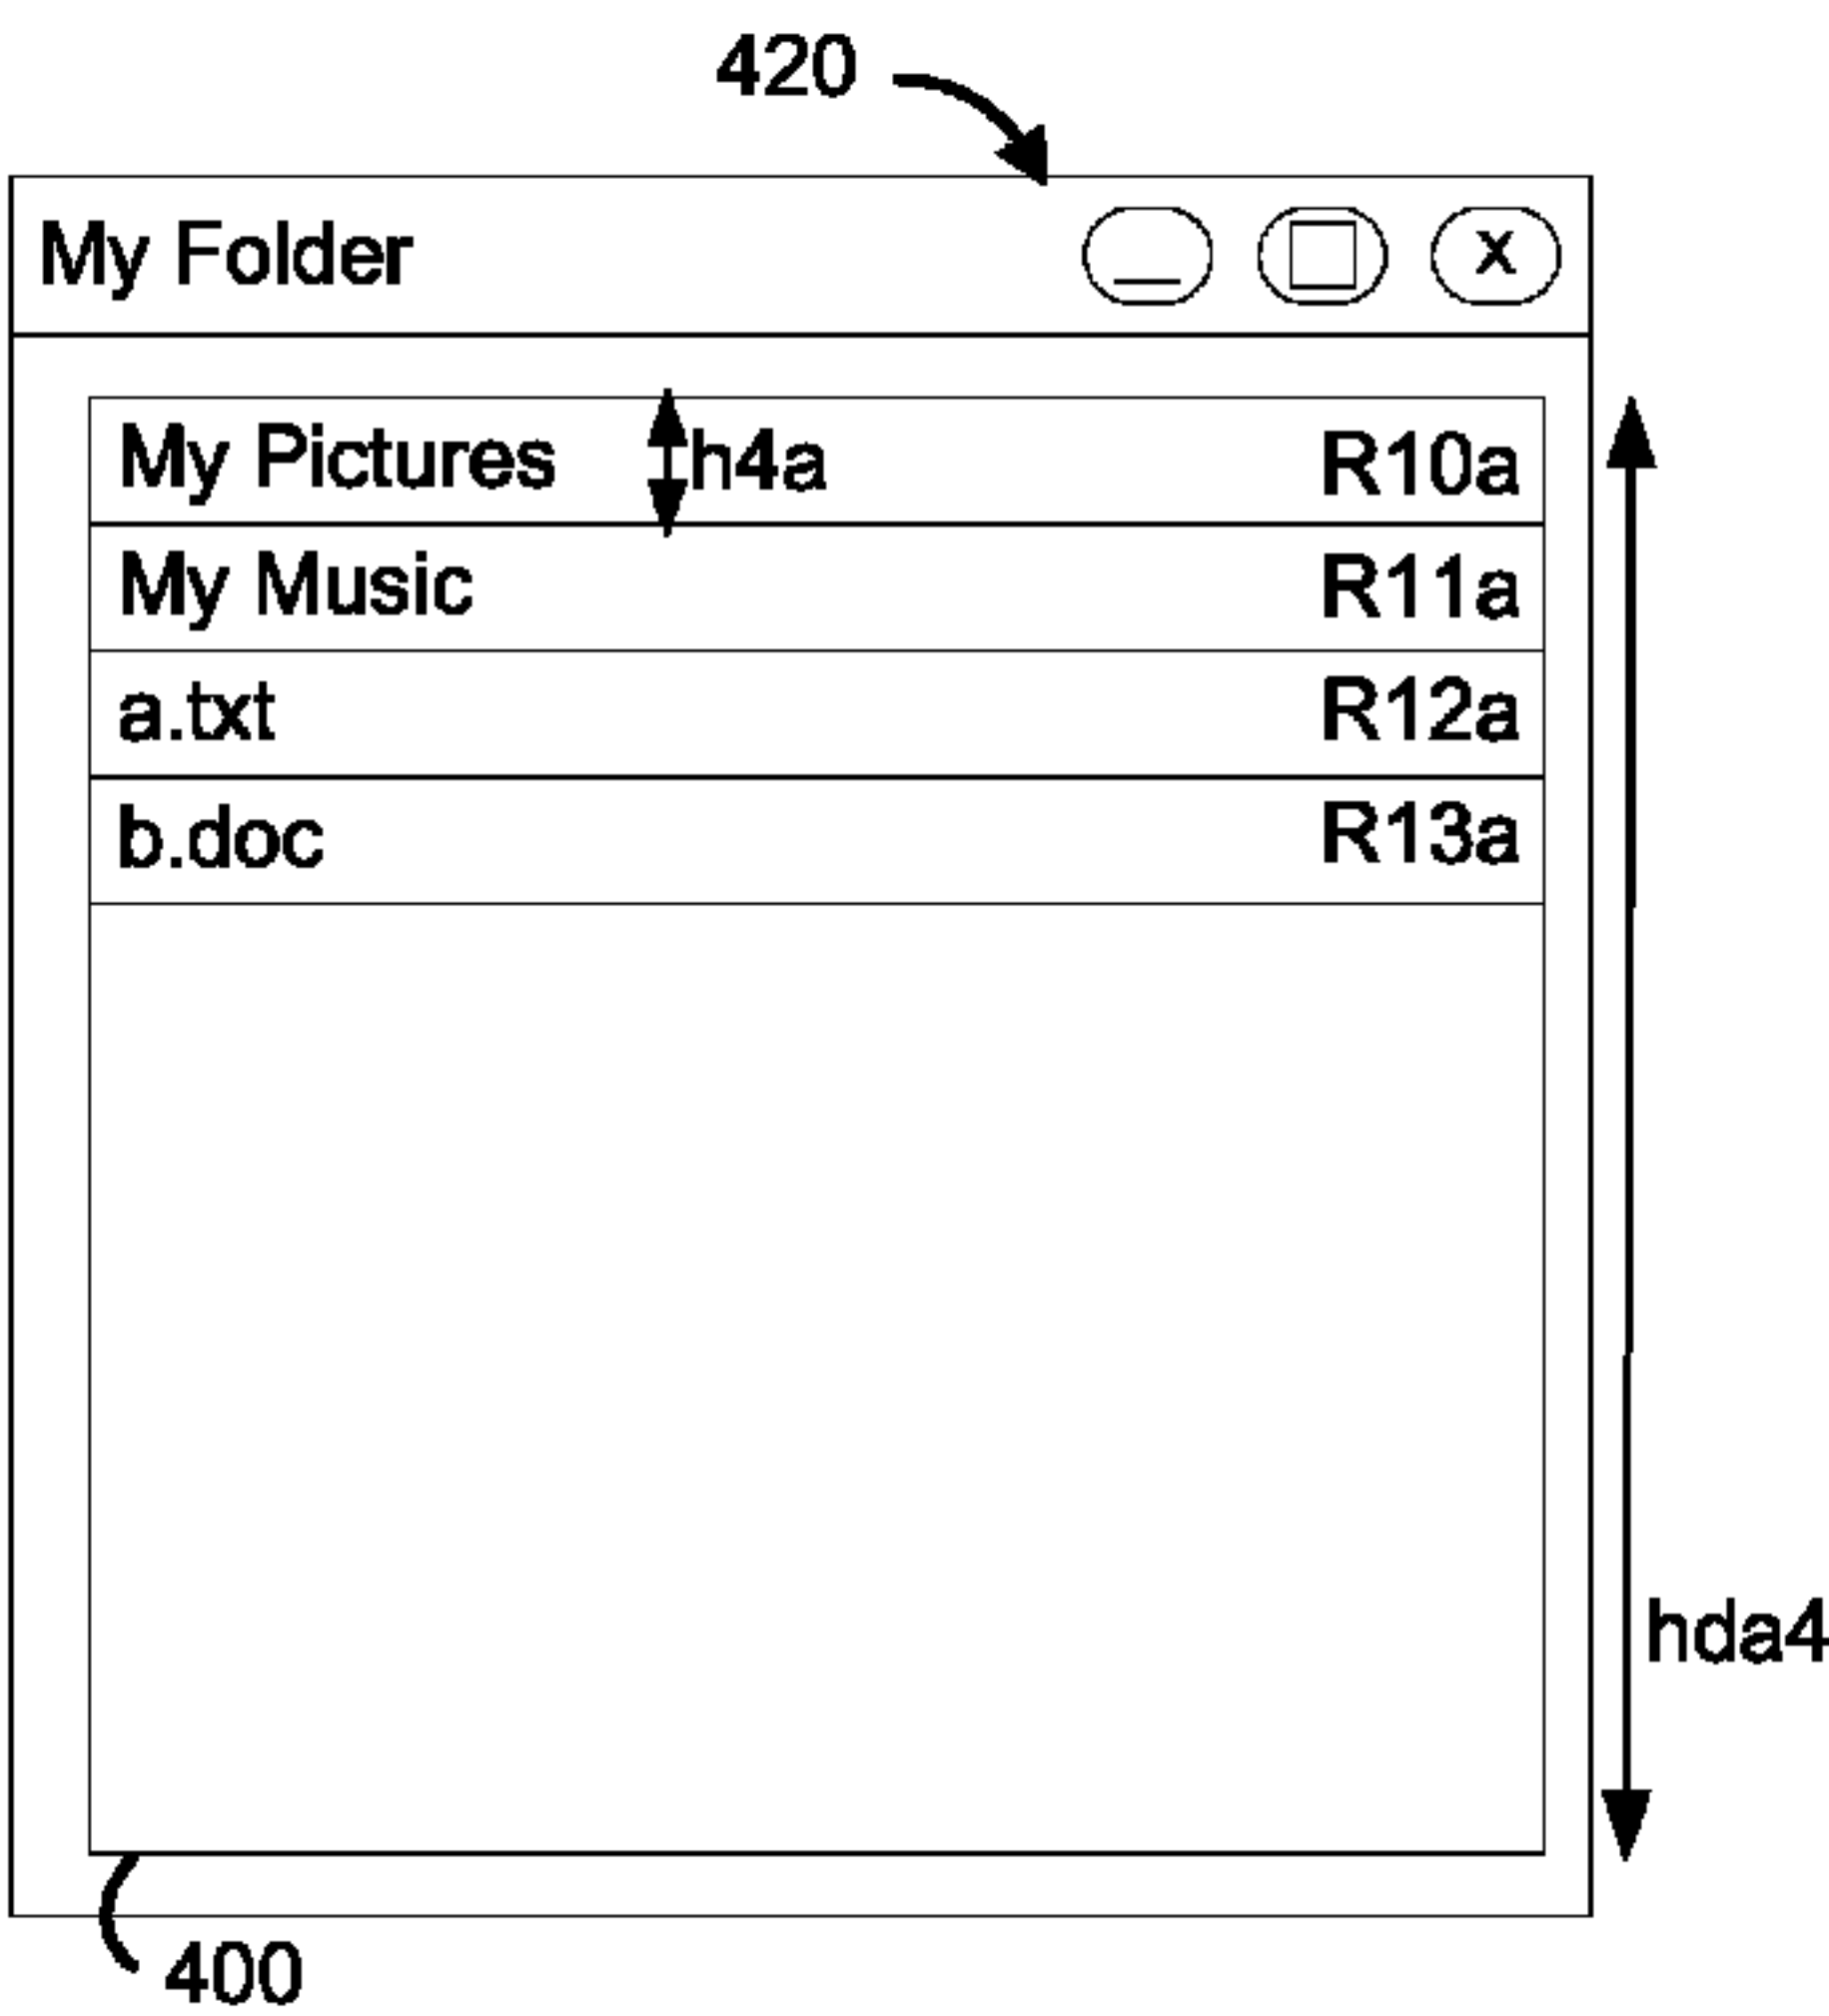 420
My Folder x
My Pictures h4a R10a
My Music R11a
a.txt R12a
b.doc R13a
hda4
400